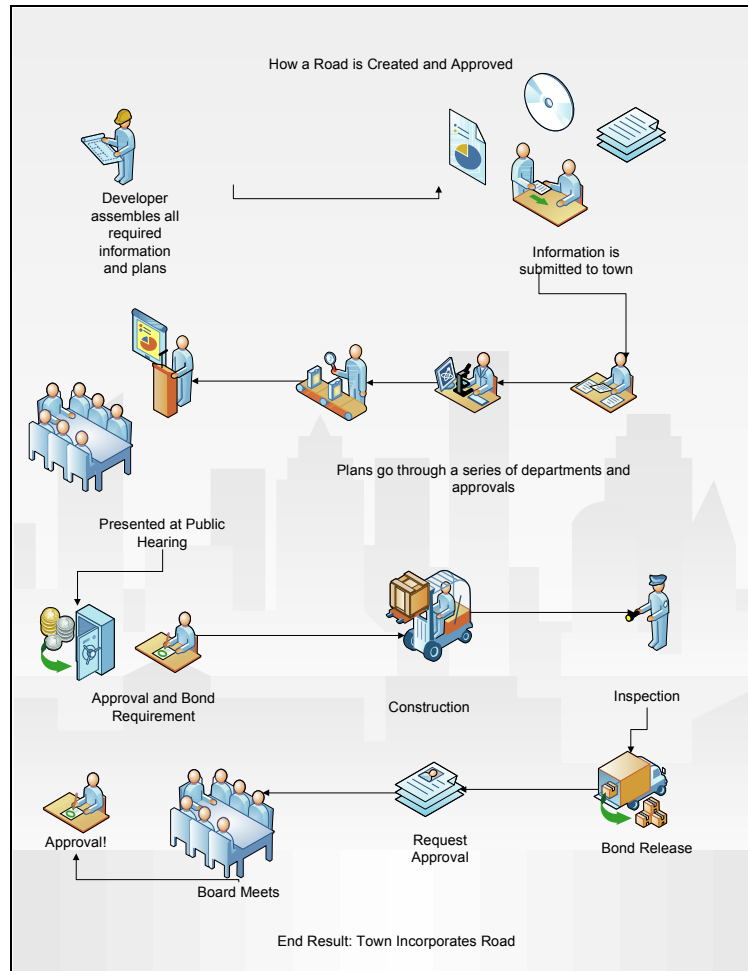 How a Road is Created and Approved
Developer
assembles all
required
information
and plans
Information is
submitted to town
Plans go through a series of departments and
approvals
Presented at Public
Hearing
Approval and Bond
Requirement
Construction
Inspection
Approval!
Board Meets
Request
Approval
Bond Release
End Result: Town Incorporates Road